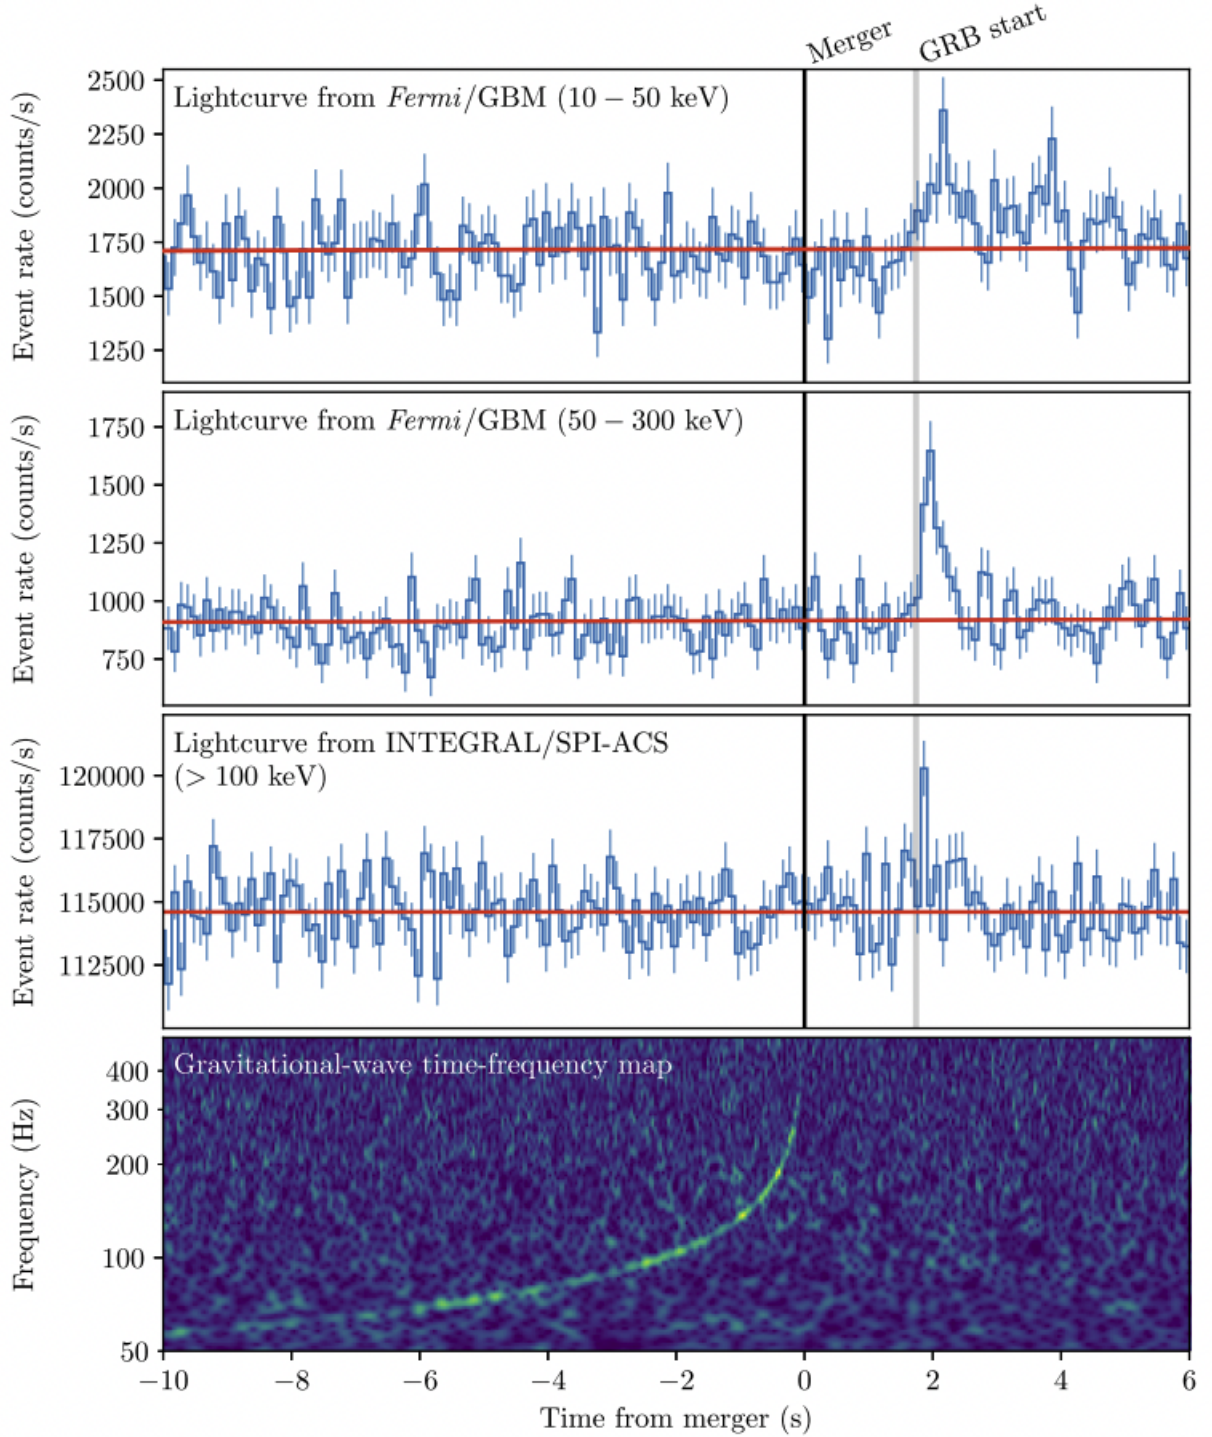 Merger
GRB start
Lightcurve from Fermi/GBM (10 – 50 keV)
Event rate (counts/s)
2500
2250
2000
1750
1500
1250
Lightcurve from Fermi/GBM (50 – 300 keV)
Event rate (counts/s)
1750
1500
1250
1000
750
Lightcurve from INTEGRAL/SPI-ACS
(> 100 keV)
Event rate (counts/s)
120000
117500
115000
112500
Gravitational-wave time-frequency map
Frequency (Hz)
400
300
200
100
50
−10 −8 −6 −4 −2 0 2 4 6
Time from merger (s)